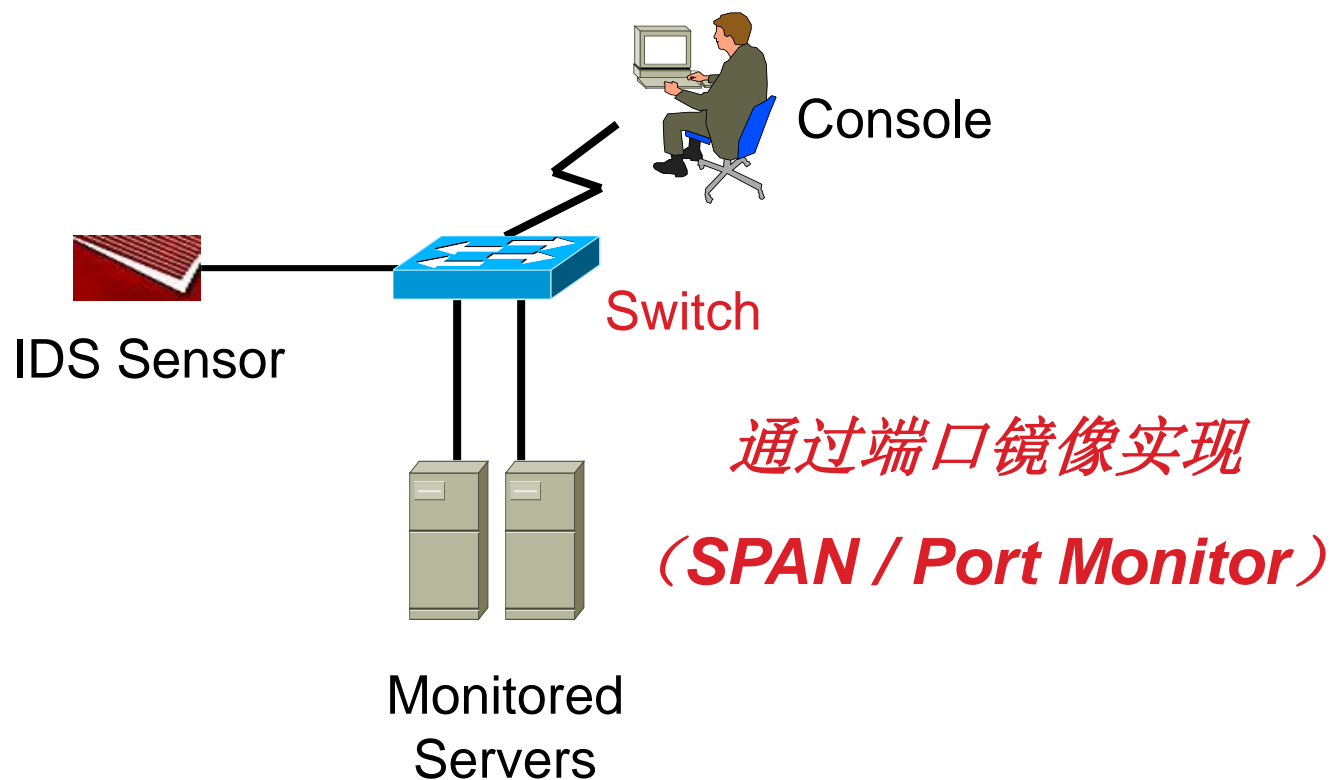 Console
Switch
IDS Sensor
通过端口镜像实现
（SPAN / Port Monitor）
Monitored
Servers